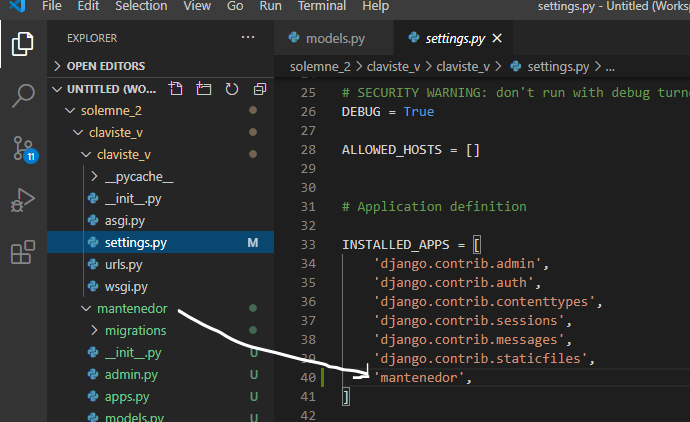 File Edit Selection View Go Run Terminal Help settings.py - Untitled (Worksp
EXPLORER ...
models.py settings.py ×
> OPEN EDITORS
solemne_2 > claviste_v > claviste_v > settings.py > ...
UNTITLED (WO...
solemne_2
claviste_v
claviste_v
> __pycache__
__init__.py
asgi.py
settings.py M
urls.py
wsgi.py
mantenedor
> migrations
__init__.py U
admin.py U
apps.py U
models.py U
11
25 # SECURITY WARNING: don't run with debug turne
26 DEBUG = True
27
28 ALLOWED_HOSTS = []
29
30
31 # Application definition
32
33 INSTALLED_APPS = [
34 'django.contrib.admin',
35 'django.contrib.auth',
36 'django.contrib.contenttypes',
37 'django.contrib.sessions',
38 'django.contrib.messages',
39 'django.contrib.staticfiles',
40 'mantenedor',
41 ]
42